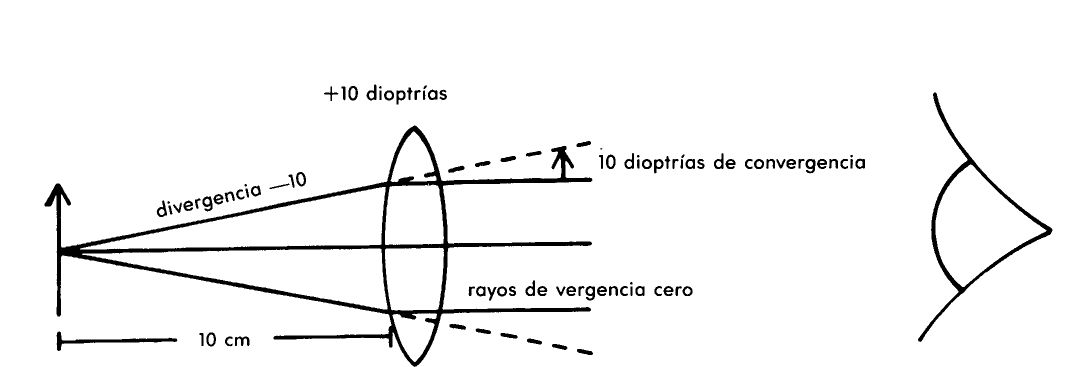 +10 dioptrías
10 dioptrías de convergencia
divergencia —10
rayos de vergencia cero
10 cm